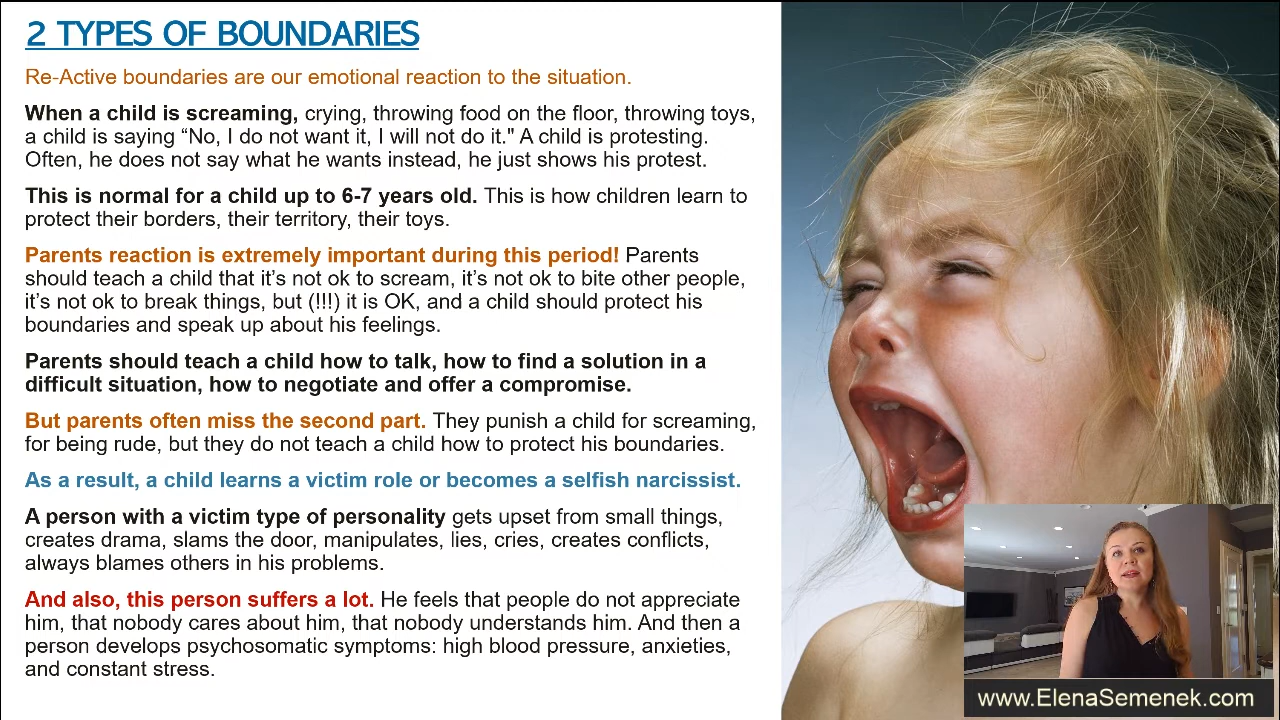 2 TYPES OF BOUNDARIES
Re-Active boundaries are our emotional reaction to the situation.
When a child is screaming, crying, throwing food on the floor, throwing toys,
a child is saying “No, I do not want it, I will not do it." A child is protesting.
Often, he does not say what he wants instead, he just shows his protest.
This is normal for a child up to 6-7 years old. This is how children learn to
protect their borders, their territory, their toys.
Parents reaction is extremely important during this period! Parents
should teach a child that it’s not ok to scream, it’s not ok to bite other people,
it’s not ok to break things, but (!!!) it is OK, and a child should protect his
boundaries and speak up about his feelings.
Parents should teach a child how to talk, how to find a solution in a
difficult situation, how to negotiate and offer a compromise.
But parents often miss the second part. They punish a child for screaming,
for being rude, but they do not teach a child how to protect his boundaries.
As a result, a child learns a victim role or becomes a selfish narcissist.
A person with a victim type of personality gets upset from small things,
creates drama, slams the door, manipulates, lies, cries, creates conflicts,
always blames others in his problems.
And also, this person suffers a lot. He feels that people do not appreciate
him, that nobody cares about him, that nobody understands him. And then a
person develops psychosomatic symptoms: high blood pressure, anxieties,
and constant stress.
www.ElenaSemenek.com